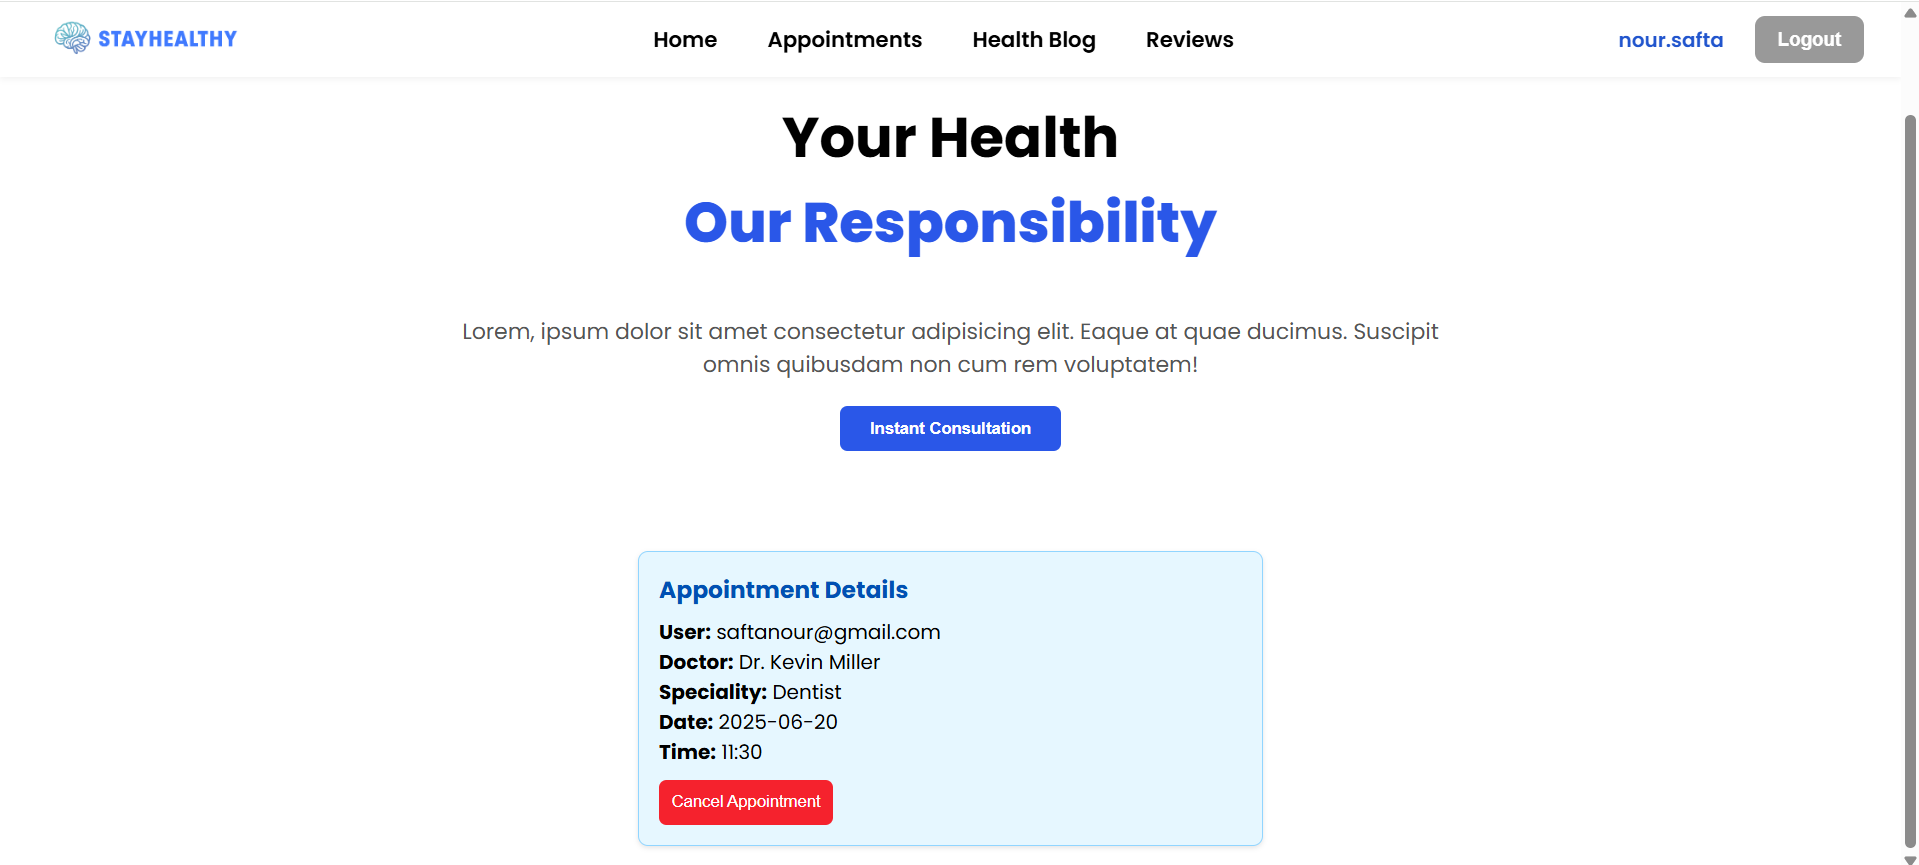 STAYHEALTHY
Home
Appointments
Health Blog
Reviews
nour.safta
Logout
Your Health
Our Responsibility
Lorem, ipsum dolor sit amet consectetur adipisicing elit. Eaque at quae ducimus. Suscipit
omnis quibusdam non cum rem voluptatem!
Instant Consultation
Appointment Details
User: saftanour@gmail.com
Doctor: Dr. Kevin Miller
Speciality: Dentist
Date: 2025-06-20
Time: 11:30
Cancel Appointment